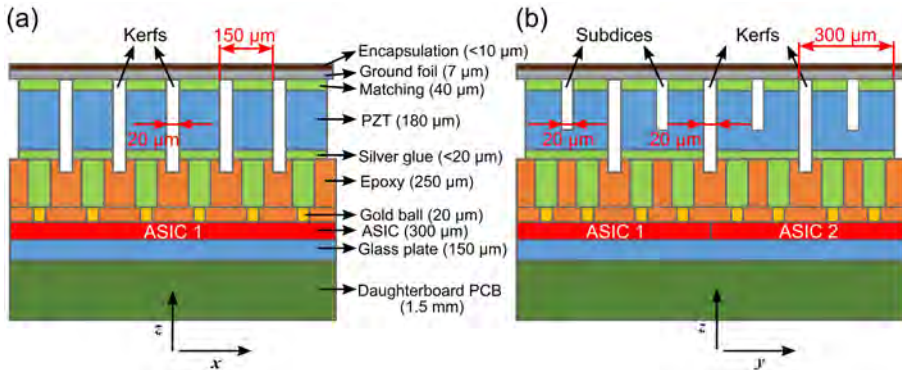 (a)
Kerfs
150 μm
20 μm
ASIC 1
z
x
Encapsulation (<10 μm)
Ground foil (7 μm)
Matching (40 μm)
PZT (180 μm)
Silver glue (<20 μm)
Epoxy (250 μm)
Gold ball (20 μm)
ASIC (300 μm)
Glass plate (150 μm)
Daughterboard PCB
(1.5 mm)
(b)
Subdices
Kerfs
300 μm
20 μm
20 μm
ASIC 1
ASIC 2
z
y